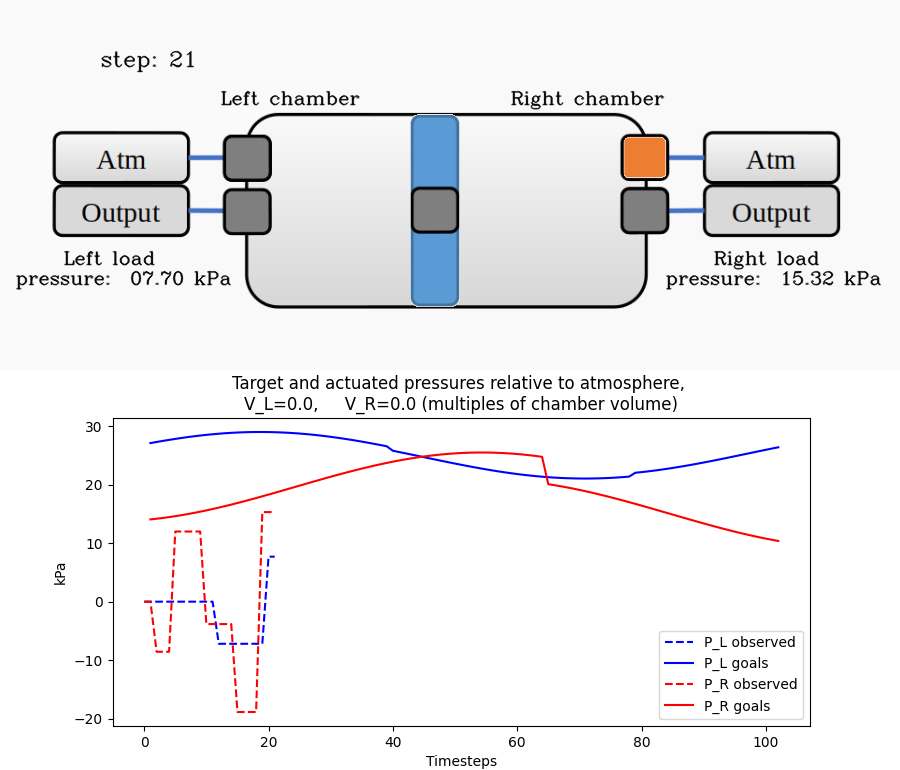 step: 21
Left chamber
Right chamber
Atm
Atm
Output
Output
Left load
pressure: 07.70 kPa
Right load
pressure: 15.32 kPa
Target and actuated pressures relative to atmosphere,
V_L=0.0, V_R=0.0 (multiples of chamber volume)
30
20
10
0
−10
−20
kPa
P_L observed
P_L goals
P_R observed
P_R goals
0 20 40 60 80 100
Timesteps